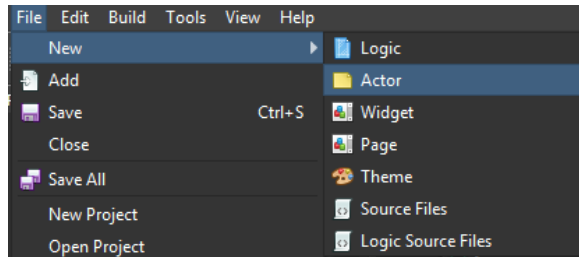 File Edit Build Tools View Help
New
Add
Save Ctrl+S
Close
Save All
New Project
Open Project
Logic
Actor
Widget
Page
Theme
Source Files
Logic Source Files